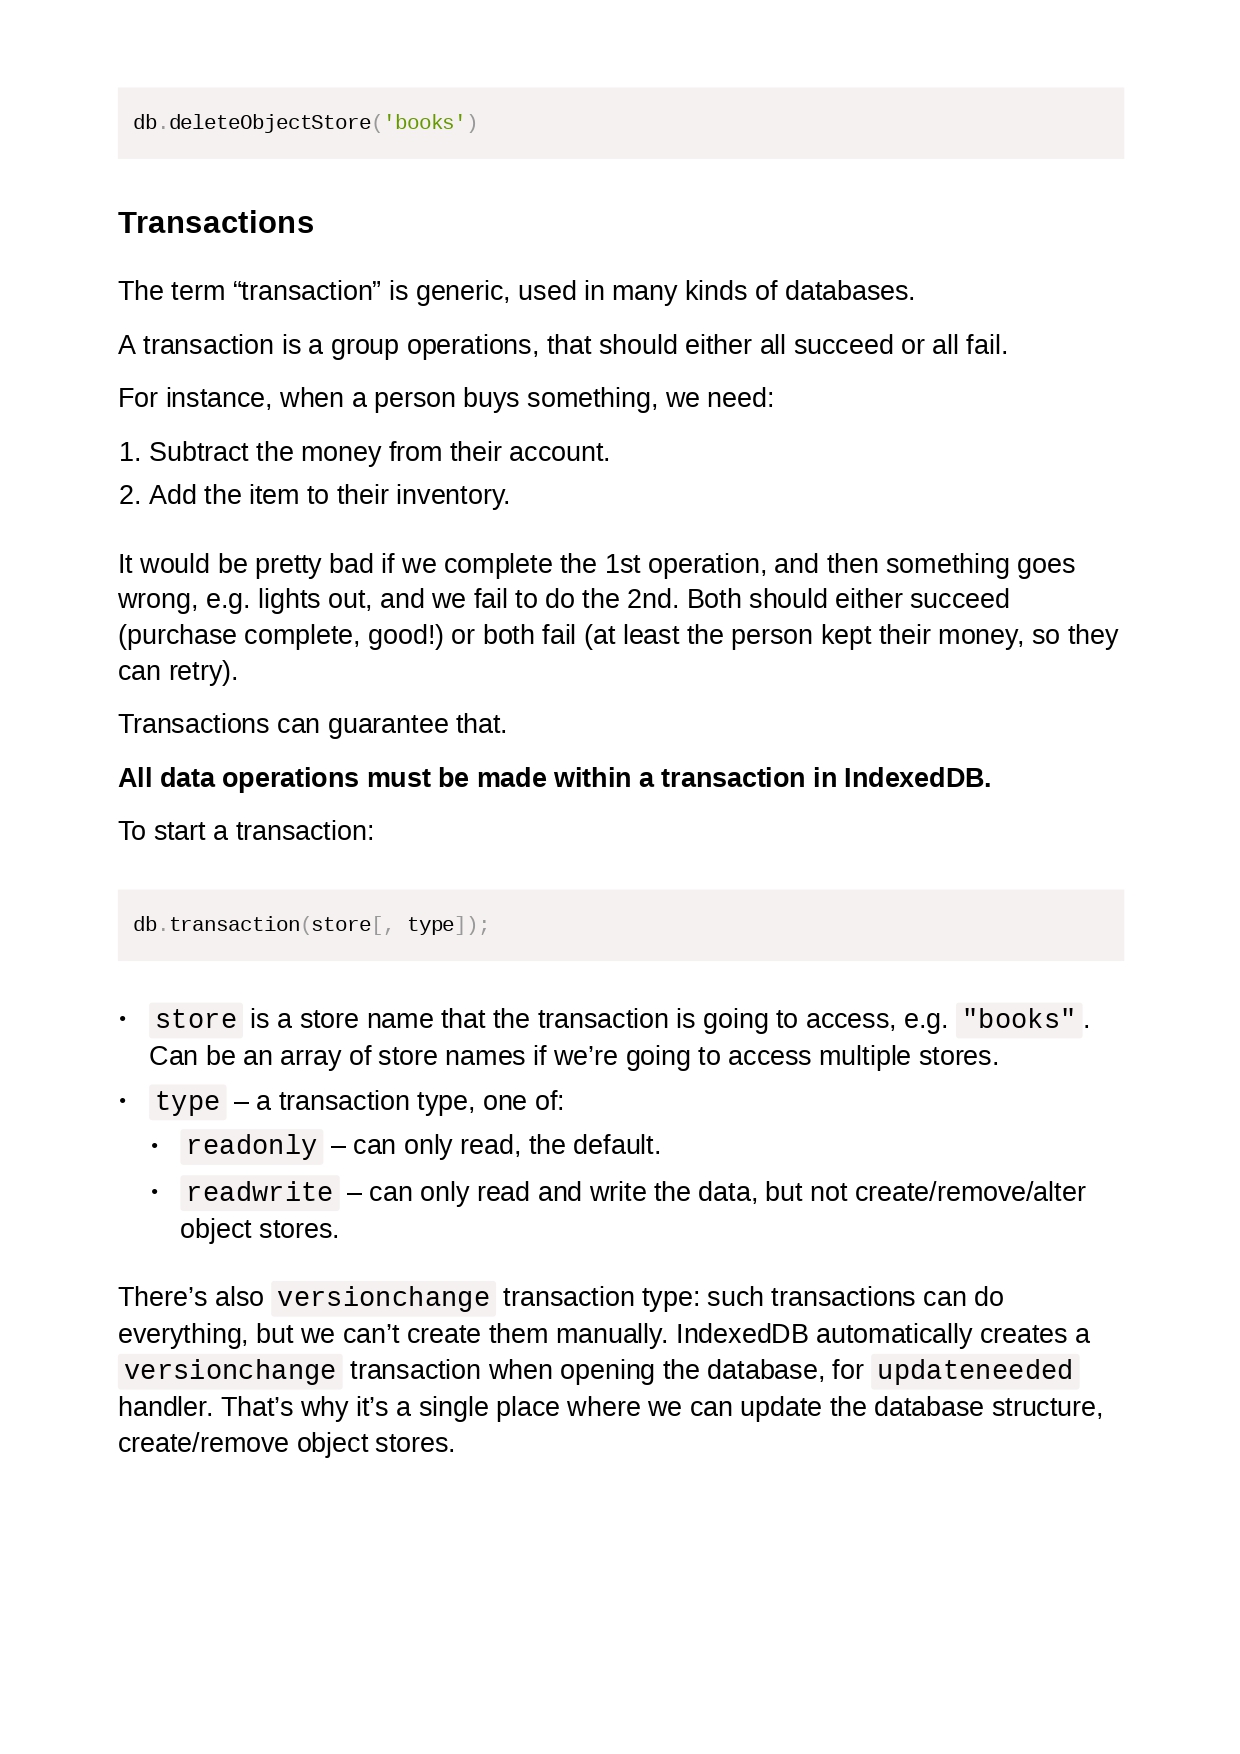 db.deleteObjectStore('books')
Transactions
The term “transaction” is generic, used in many kinds of databases.
A transaction is a group operations, that should either all succeed or all fail.
For instance, when a person buys something, we need:
1. Subtract the money from their account.
2. Add the item to their inventory.
It would be pretty bad if we complete the 1st operation, and then something goes
wrong, e.g. lights out, and we fail to do the 2nd. Both should either succeed
(purchase complete, good!) or both fail (at least the person kept their money, so they
can retry).
Transactions can guarantee that.
All data operations must be made within a transaction in IndexedDB.
To start a transaction:
db.transaction(store[, type]);
• store is a store name that the transaction is going to access, e.g. "books".
Can be an array of store names if we’re going to access multiple stores.
• type – a transaction type, one of:
• readonly – can only read, the default.
• readwrite – can only read and write the data, but not create/remove/alter
object stores.
There’s also versionchange transaction type: such transactions can do
everything, but we can’t create them manually. IndexedDB automatically creates a
versionchange transaction when opening the database, for updateneeded
handler. That’s why it’s a single place where we can update the database structure,
create/remove object stores.